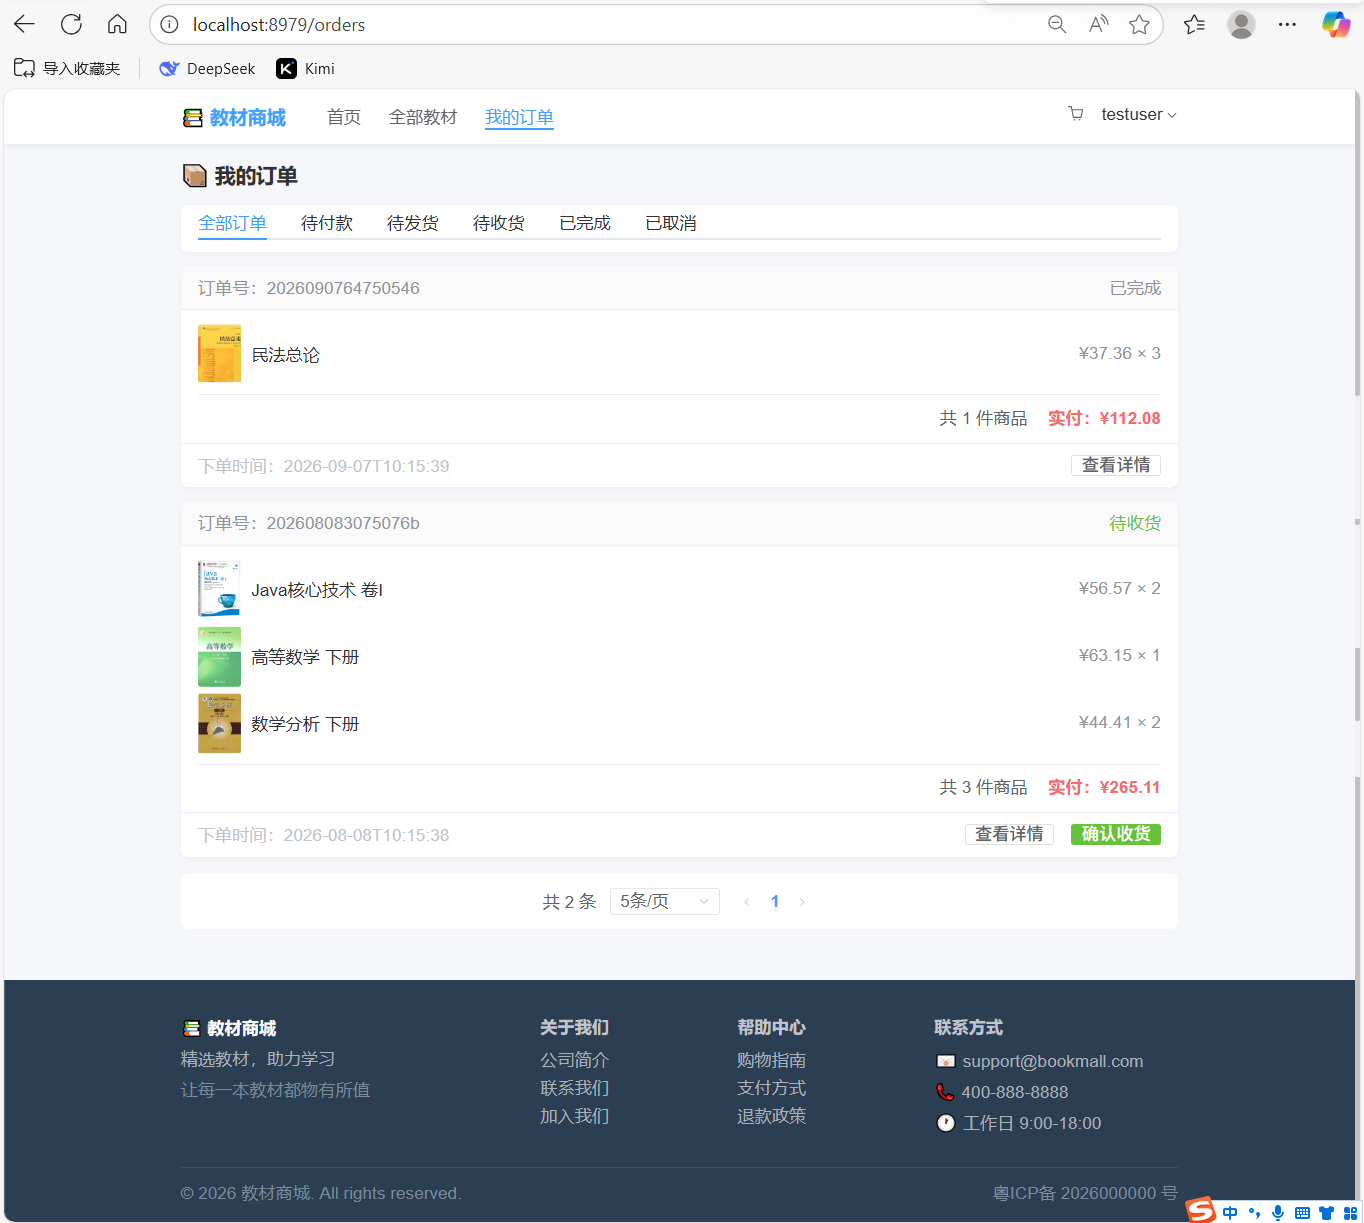 localhost:8979/orders
导入收藏夹 DeepSeek Kimi
教材商城 首页 全部教材 我的订单 testuser
我的订单
全部订单 待付款 待发货 待收货 已完成 已取消
订单号：2026090764750546 已完成
民法总论 ¥37.36 × 3
共 1 件商品 实付：¥112.08
下单时间：2026-09-07T10:15:39 查看详情
订单号：202608083075076b 待收货
Java核心技术 卷I ¥56.57 × 2
高等数学 下册 ¥63.15 × 1
数学分析 下册 ¥44.41 × 2
共 3 件商品 实付：¥265.11
下单时间：2026-08-08T10:15:38 查看详情 确认收货
共 2 条 5条/页 1
教材商城 关于我们 帮助中心 联系方式
精选教材，助力学习 公司简介 购物指南 support@bookmall.com
让每一本教材都物有所值 联系我们 支付方式 400-888-8888
加入我们 退款政策 工作日 9:00-18:00
© 2026 教材商城. All rights reserved. 粤ICP备 2026000000 号
中